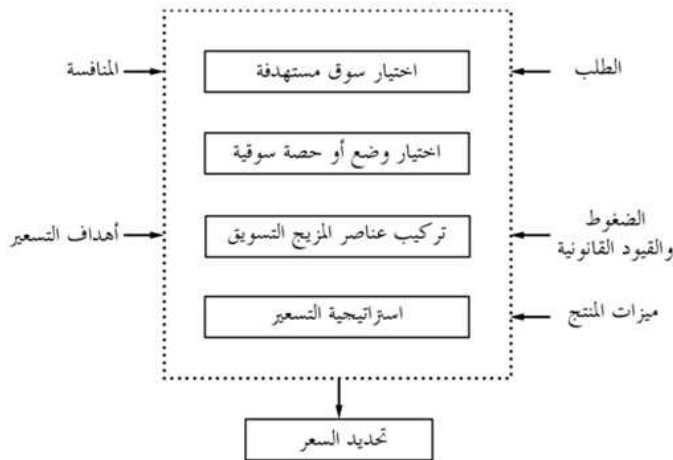 اختيار سوق مستهدفة
الطلب
المنافسة
اختيار وضع أو حصة سوقية
الضغوط
والقيود القانونية
تركيب عناصر المزيج التسويق
أهداف التسعير
ميزات المنتج
استراتيجية التسعير
تحديد السعر